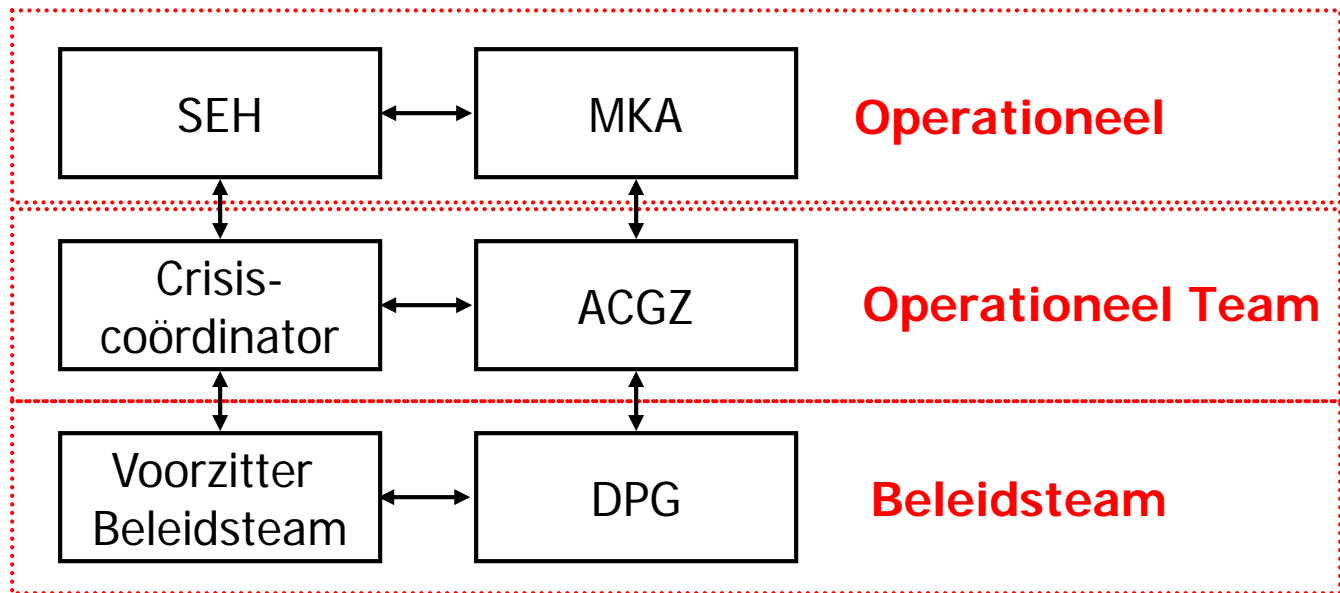 SEH
MKA
Operationeel
Crisis-
coördinator
ACGZ
Operationeel Team
Voorzitter
Beleidsteam
DPG
Beleidsteam